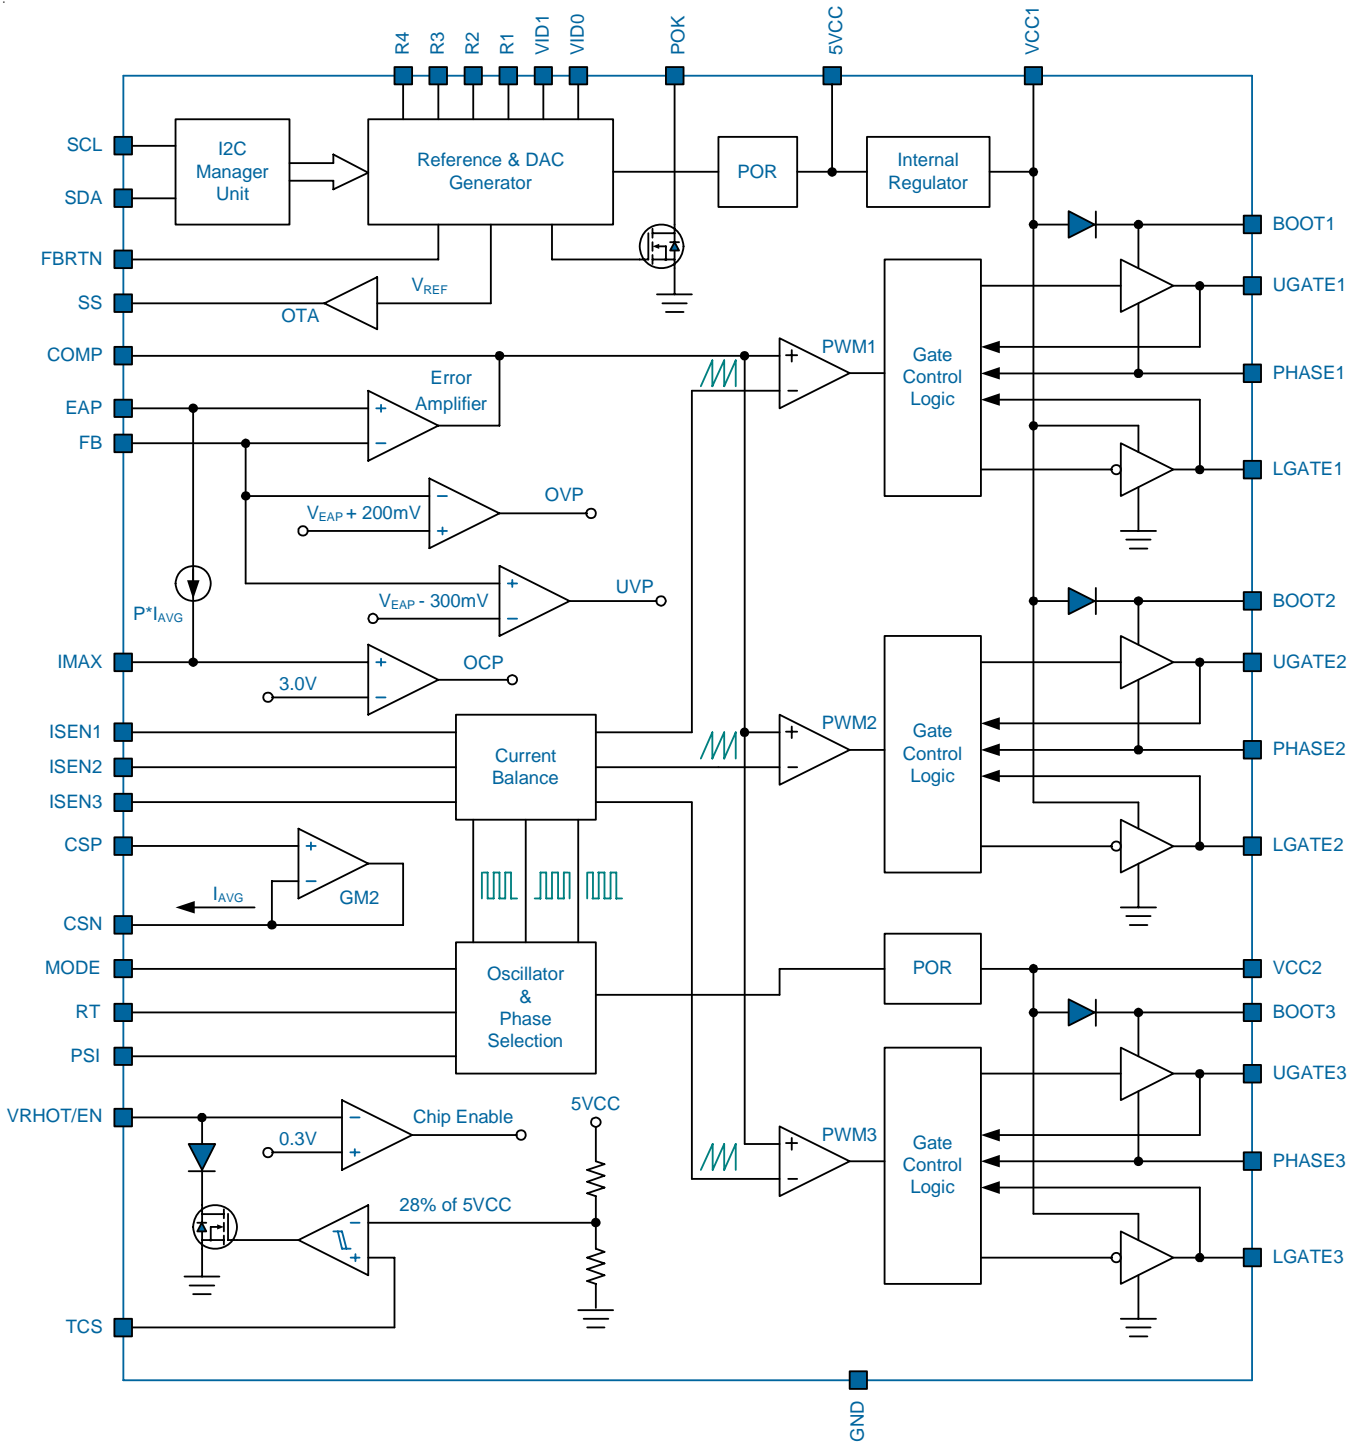 R4
R3
R2
R1
VID1
VID0
POK
5VCC
VCC1
SCL
SDA
FBRTN
SS
COMP
EAP
FB
IMAX
ISEN1
ISEN2
ISEN3
CSP
CSN
MODE
RT
PSI
VRHOT/EN
TCS
I2C
Manager
Unit
Reference & DAC
Generator
POR
Internal
Regulator
VREF
OTA
Error
Amplifier
+
−
OVP
VEAP + 200mV
−
+
UVP
VEAP - 300mV
+
−
P*IAVG
OCP
3.0V
+
−
Current
Balance
+
−
GM2
IAVG
Oscillator
&
Phase
Selection
Chip Enable
0.3V
−
+
5VCC
28% of 5VCC
−
+
PWM1
+
−
Gate
Control
Logic
PWM2
+
−
Gate
Control
Logic
POR
PWM3
+
−
Gate
Control
Logic
BOOT1
UGATE1
PHASE1
LGATE1
BOOT2
UGATE2
PHASE2
LGATE2
VCC2
BOOT3
UGATE3
PHASE3
LGATE3
GND